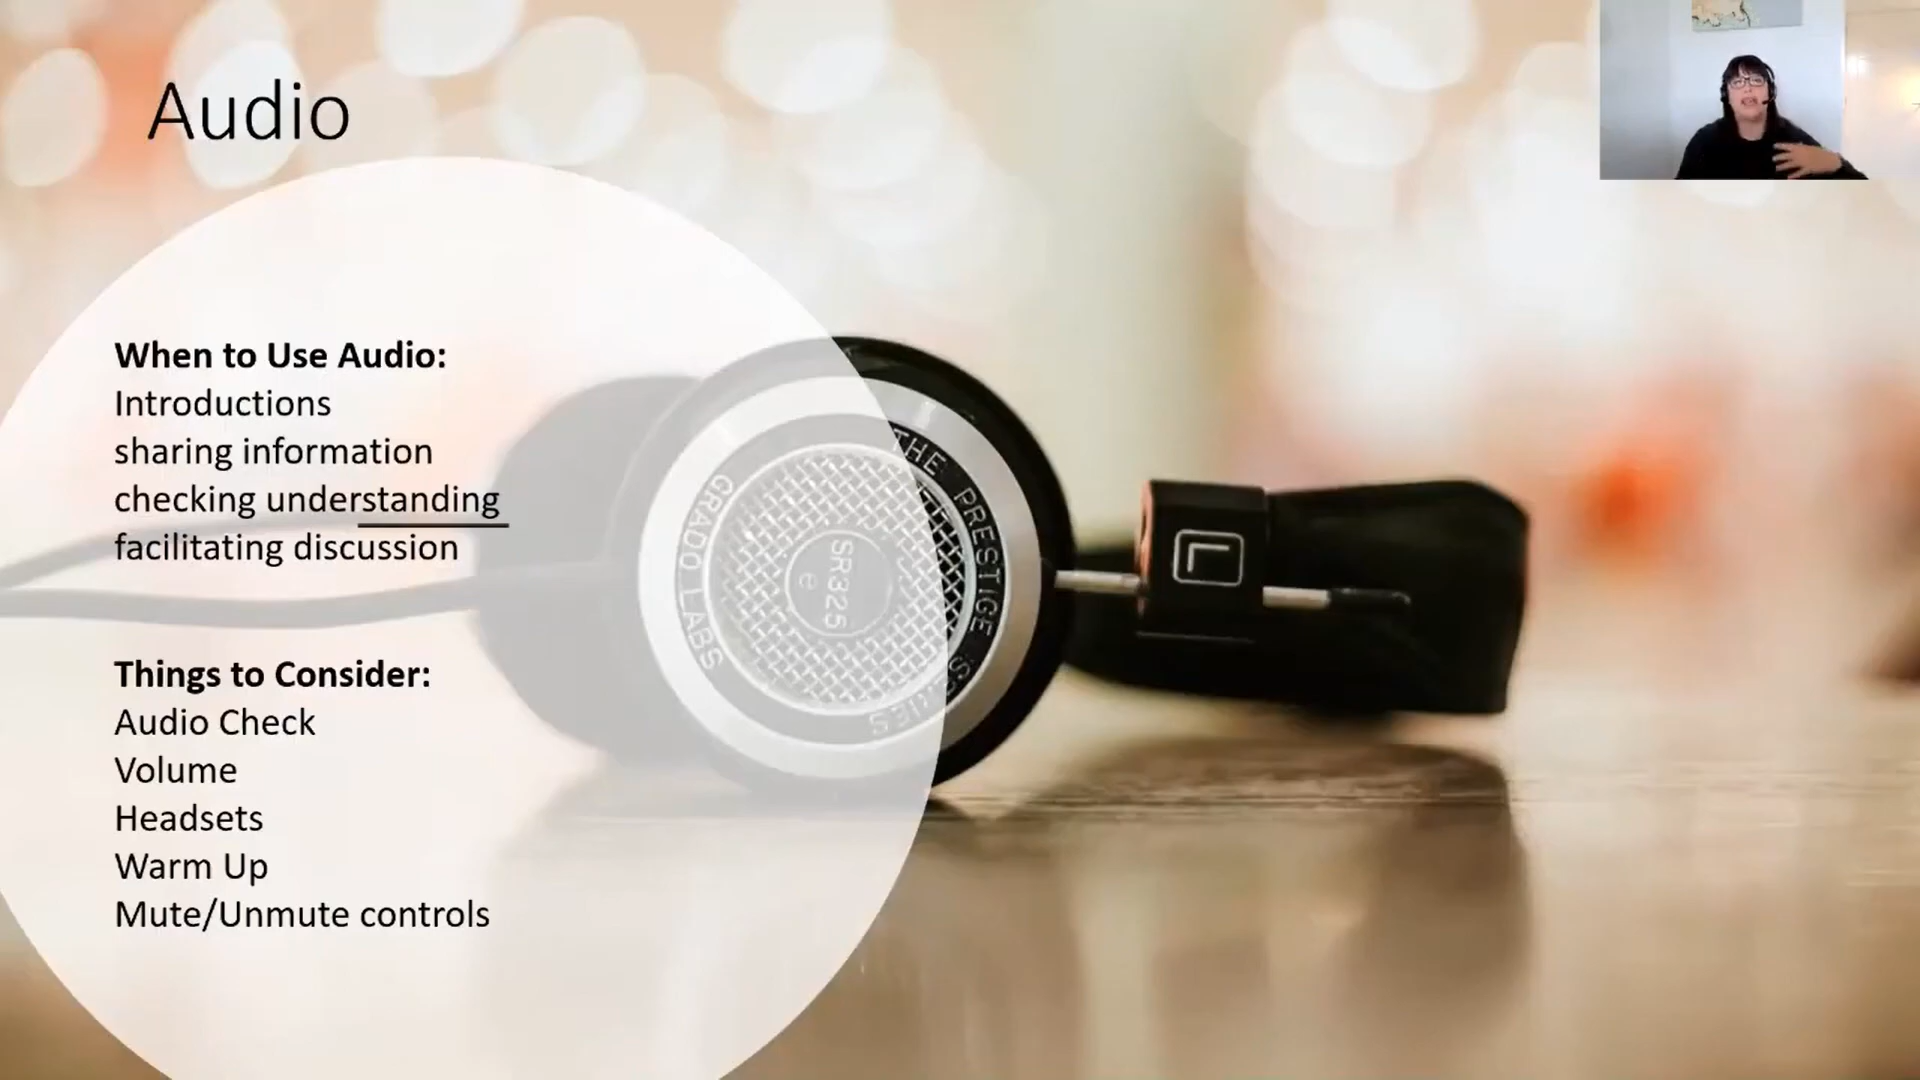 Audio
When to Use Audio:
Introductions
sharing information
checking understanding
facilitating discussion
Things to Consider:
Audio Check
Volume
Headsets
Warm Up
Mute/Unmute controls
THE PRESTIGE SERIES
GRADO LABS
SR325
e
L